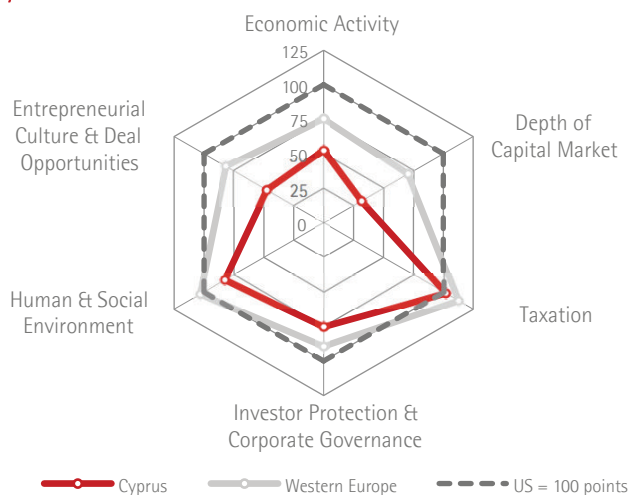 Economic Activity
125
100
75
50
25
0
Entrepreneurial
Culture & Deal
Opportunities
Depth of
Capital Market
Human & Social
Environment
Taxation
Investor Protection &
Corporate Governance
Cyprus
Western Europe
US = 100 points